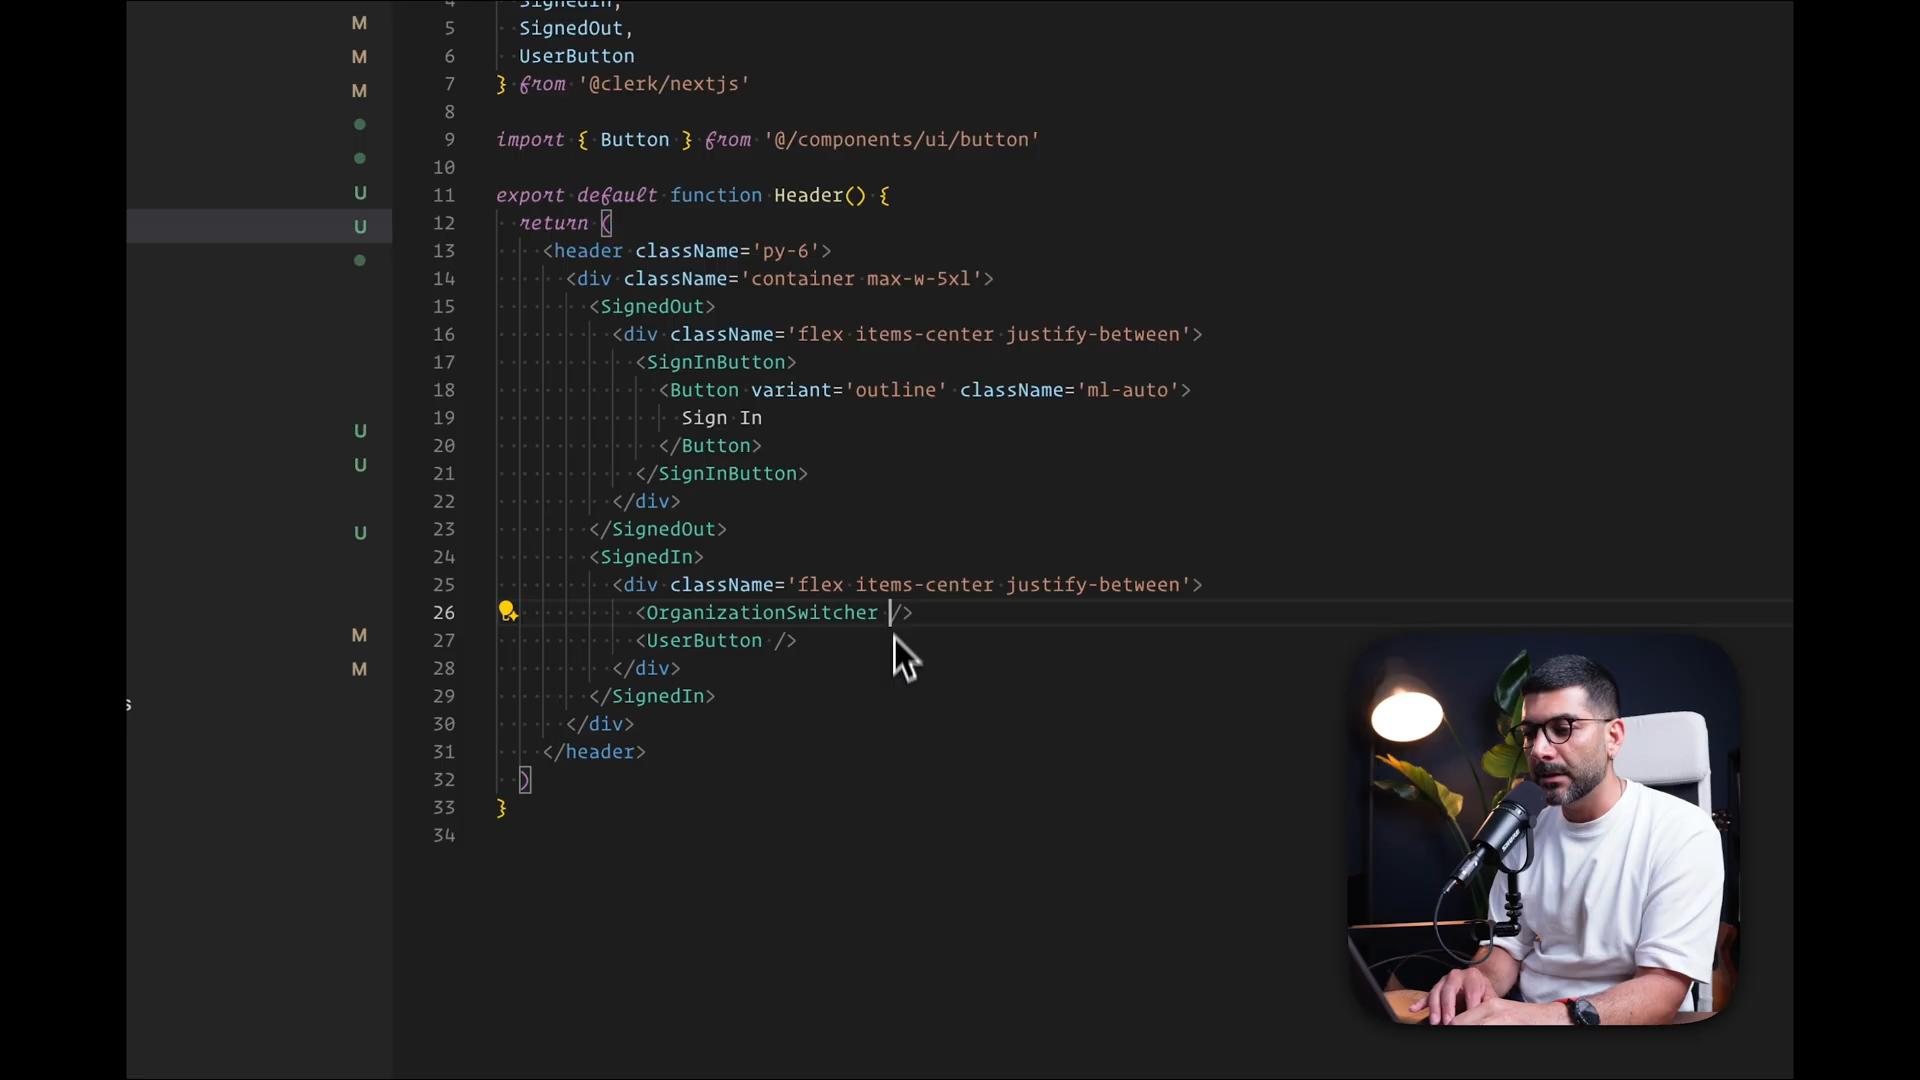 M
M
M
U
U
U
U
U
M
M
s
4 SignedIn,
5 SignedOut,
6 UserButton
7 } from '@clerk/nextjs'
8
9 import { Button } from '@/components/ui/button'
10
11 export default function Header() {
12 return (
13 <header className='py-6'>
14 <div className='container max-w-5xl'>
15 <SignedOut>
16 <div className='flex items-center justify-between'>
17 <SignInButton>
18 <Button variant='outline' className='ml-auto'>
19 Sign In
20 </Button>
21 </SignInButton>
22 </div>
23 </SignedOut>
24 <SignedIn>
25 <div className='flex items-center justify-between'>
26 <OrganizationSwitcher />
27 <UserButton />
28 </div>
29 </SignedIn>
30 </div>
31 </header>
32 )
33 }
34
SHURE